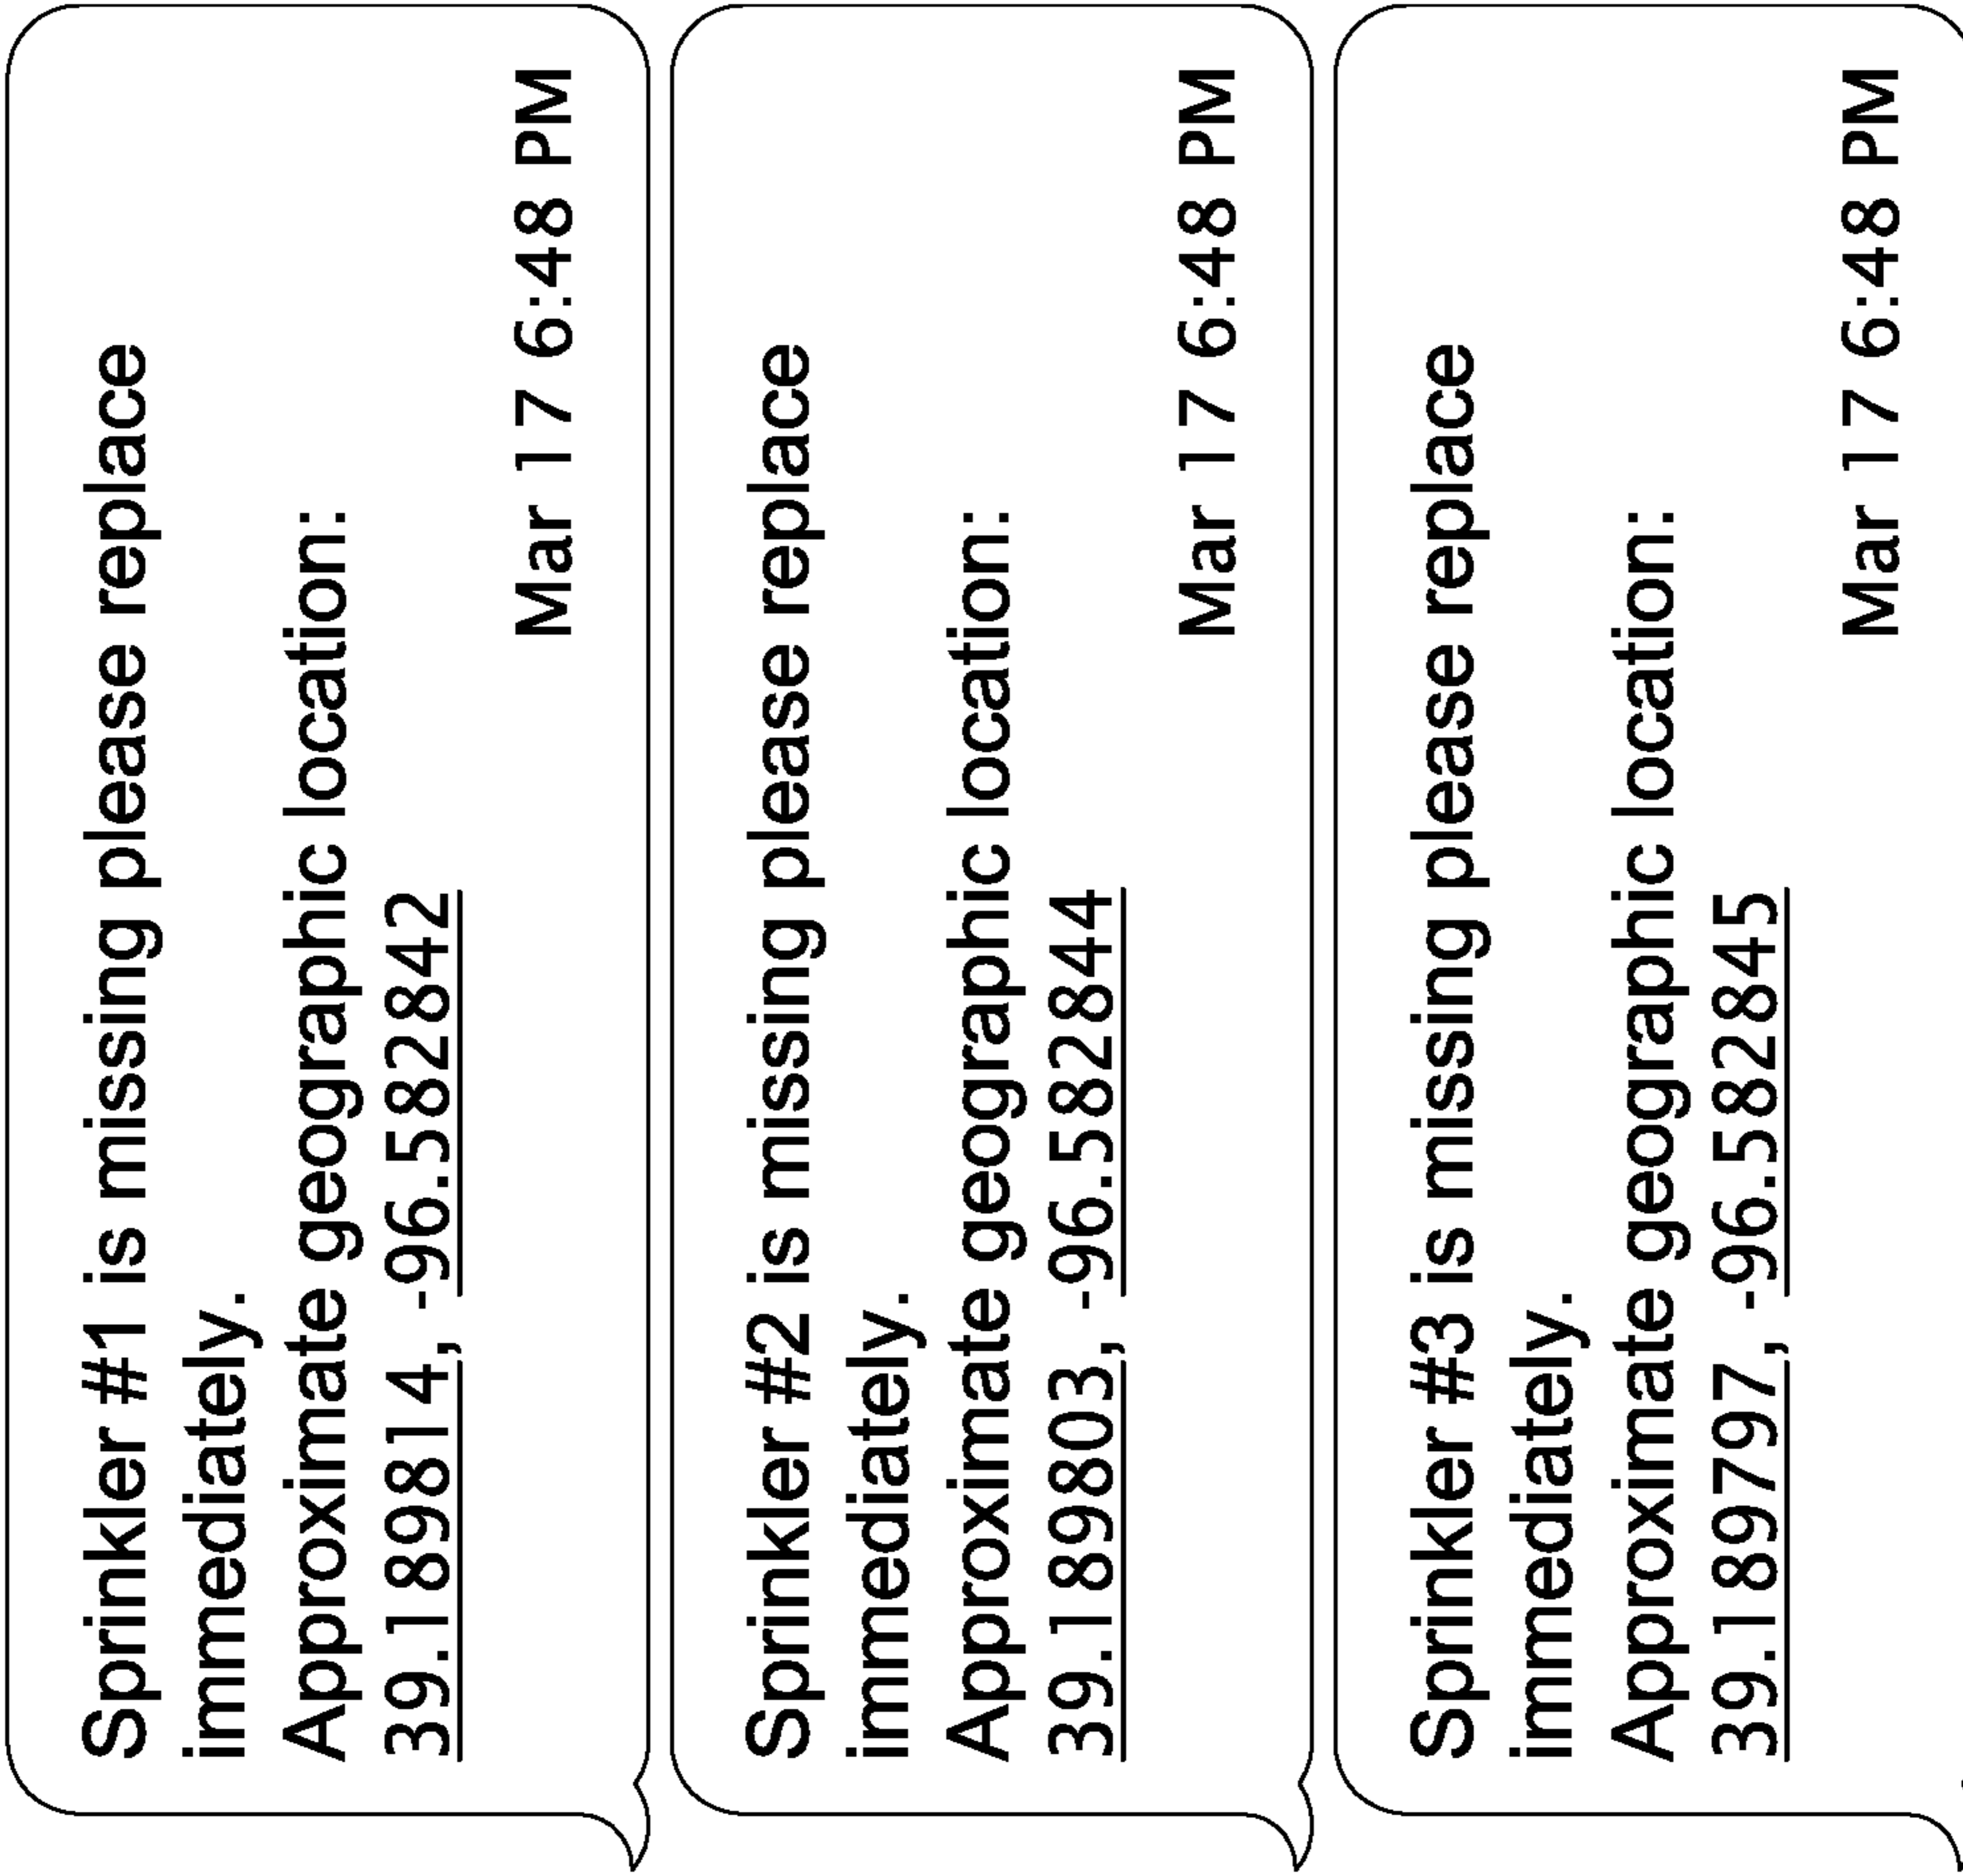 Sprinkler #1 is missing please replace
immediately.
Approximate geographic location:
39.189814, -96.582842
Mar 17 6:48 PM
Sprinkler #2 is missing please replace
immediately.
Approximate geographic location:
39.189803, -96.582844
Mar 17 6:48 PM
Sprinkler #3 is missing please replace
immediately.
Approximate geographic location:
39.189797, -96.582845
Mar 17 6:48 PM